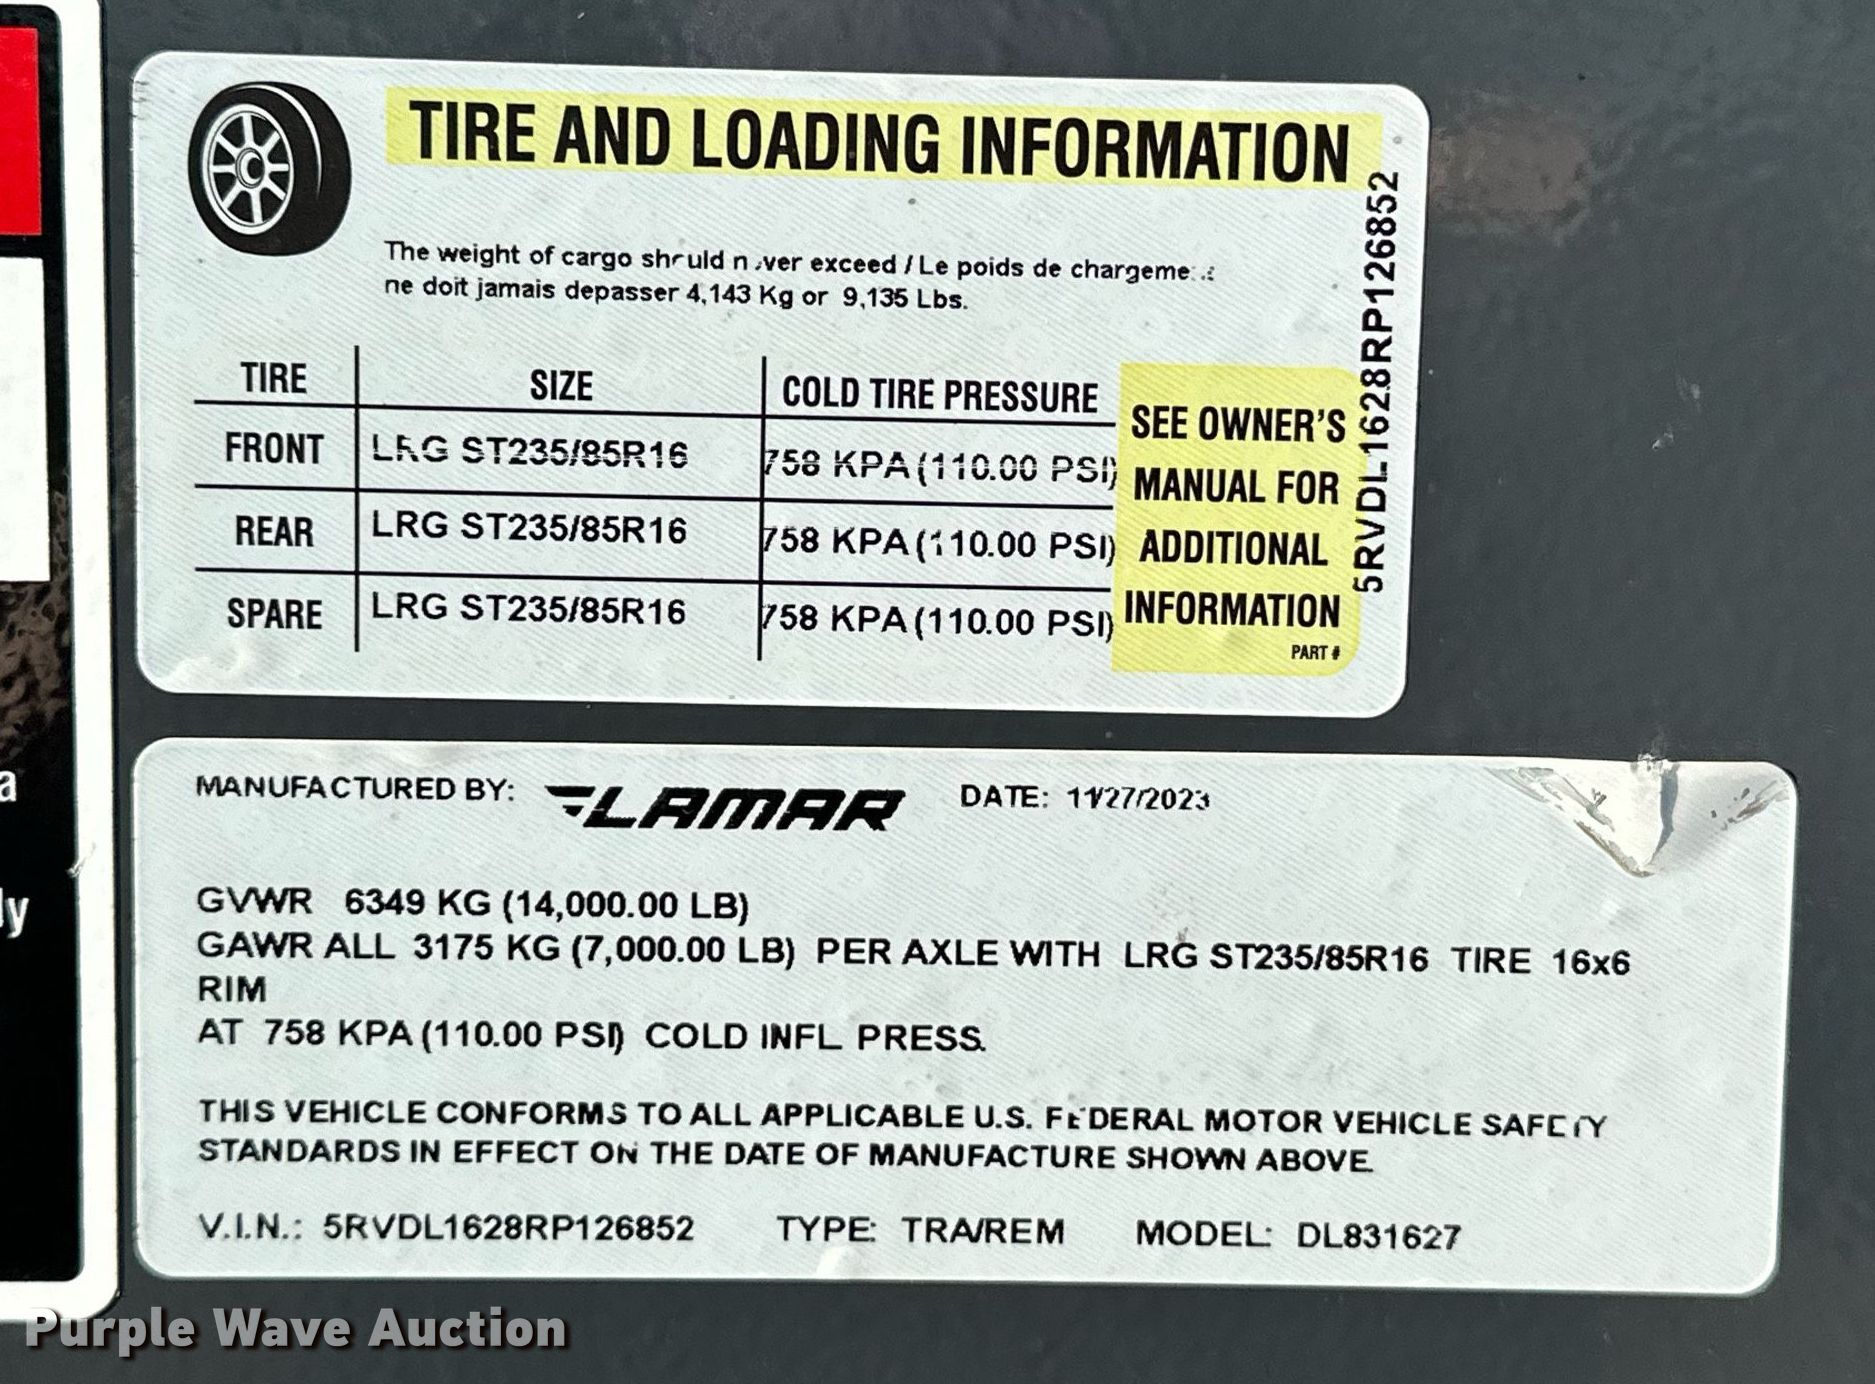 TIRE AND LOADING INFORMATION
The weight of cargo should never exceed / Le poids de chargement
ne doit jamais depasser 4,143 Kg or 9,135 Lbs.
TIRE SIZE COLD TIRE PRESSURE
FRONT LRG ST235/85R16 758 KPA (110.00 PSI)
REAR LRG ST235/85R16 758 KPA (110.00 PSI)
SPARE LRG ST235/85R16 758 KPA (110.00 PSI)
SEE OWNER'S
MANUAL FOR
ADDITIONAL
INFORMATION
PART #
5RVDL1628RP126852
MANUFACTURED BY: LAMAR DATE: 11/27/2023
GVWR 6349 KG (14,000.00 LB)
GAWR ALL 3175 KG (7,000.00 LB) PER AXLE WITH LRG ST235/85R16 TIRE 16x6
RIM
AT 758 KPA (110.00 PSI) COLD INFL. PRESS.
THIS VEHICLE CONFORMS TO ALL APPLICABLE U.S. FEDERAL MOTOR VEHICLE SAFETY
STANDARDS IN EFFECT ON THE DATE OF MANUFACTURE SHOWN ABOVE.
V.I.N.: 5RVDL1628RP126852 TYPE: TRA/REM MODEL: DL831627
a
ly
Purple Wave Auction